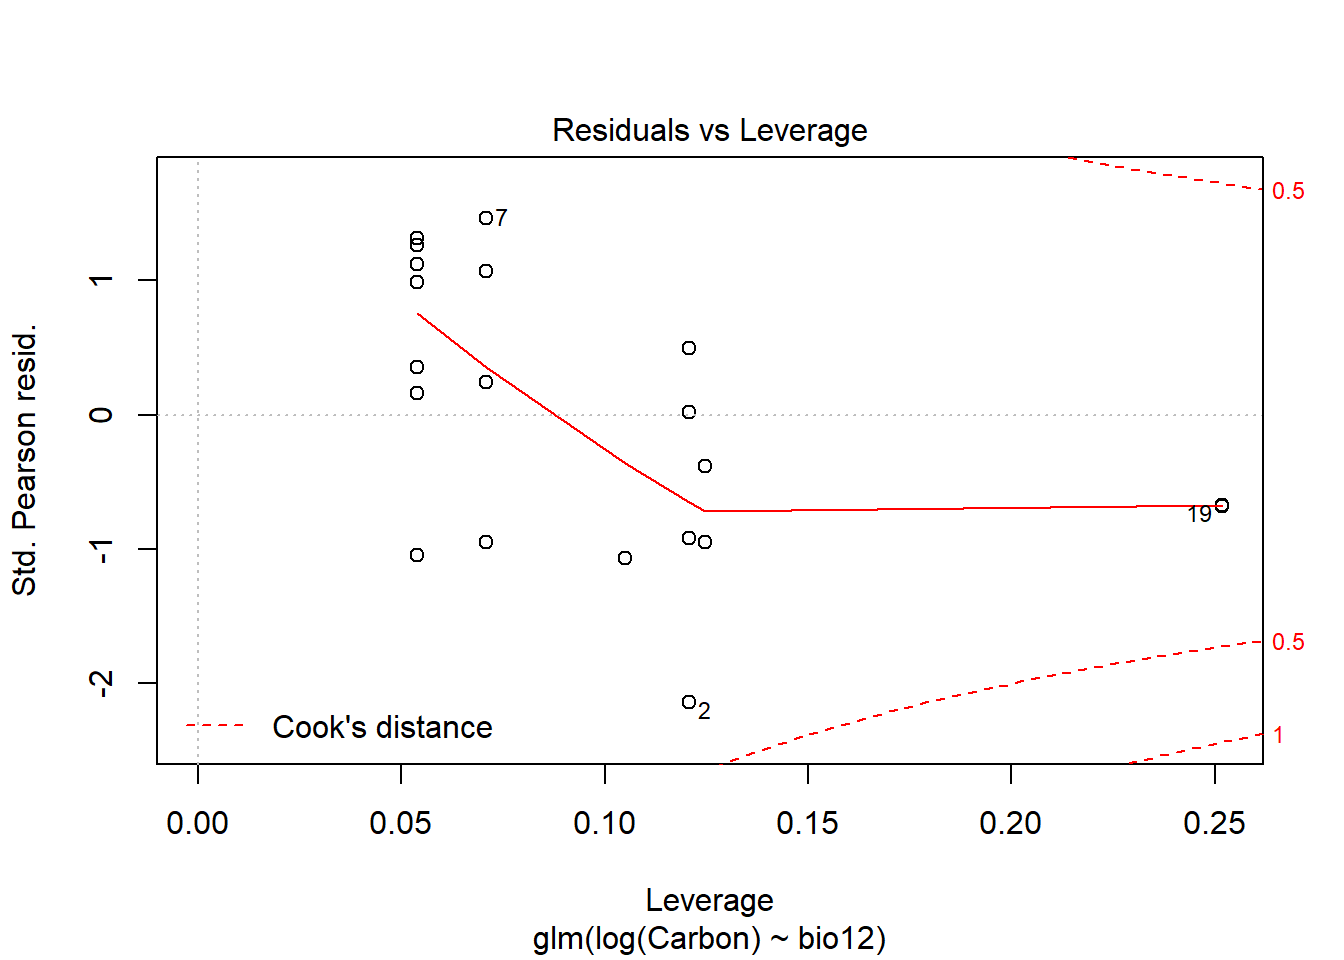 Residuals vs Leverage
Std. Pearson resid.
1
0
-1
-2
7
19
2
0.5
0.5
1
Cook's distance
0.00 0.05 0.10 0.15 0.20 0.25
Leverage
glm(log(Carbon) ~ bio12)